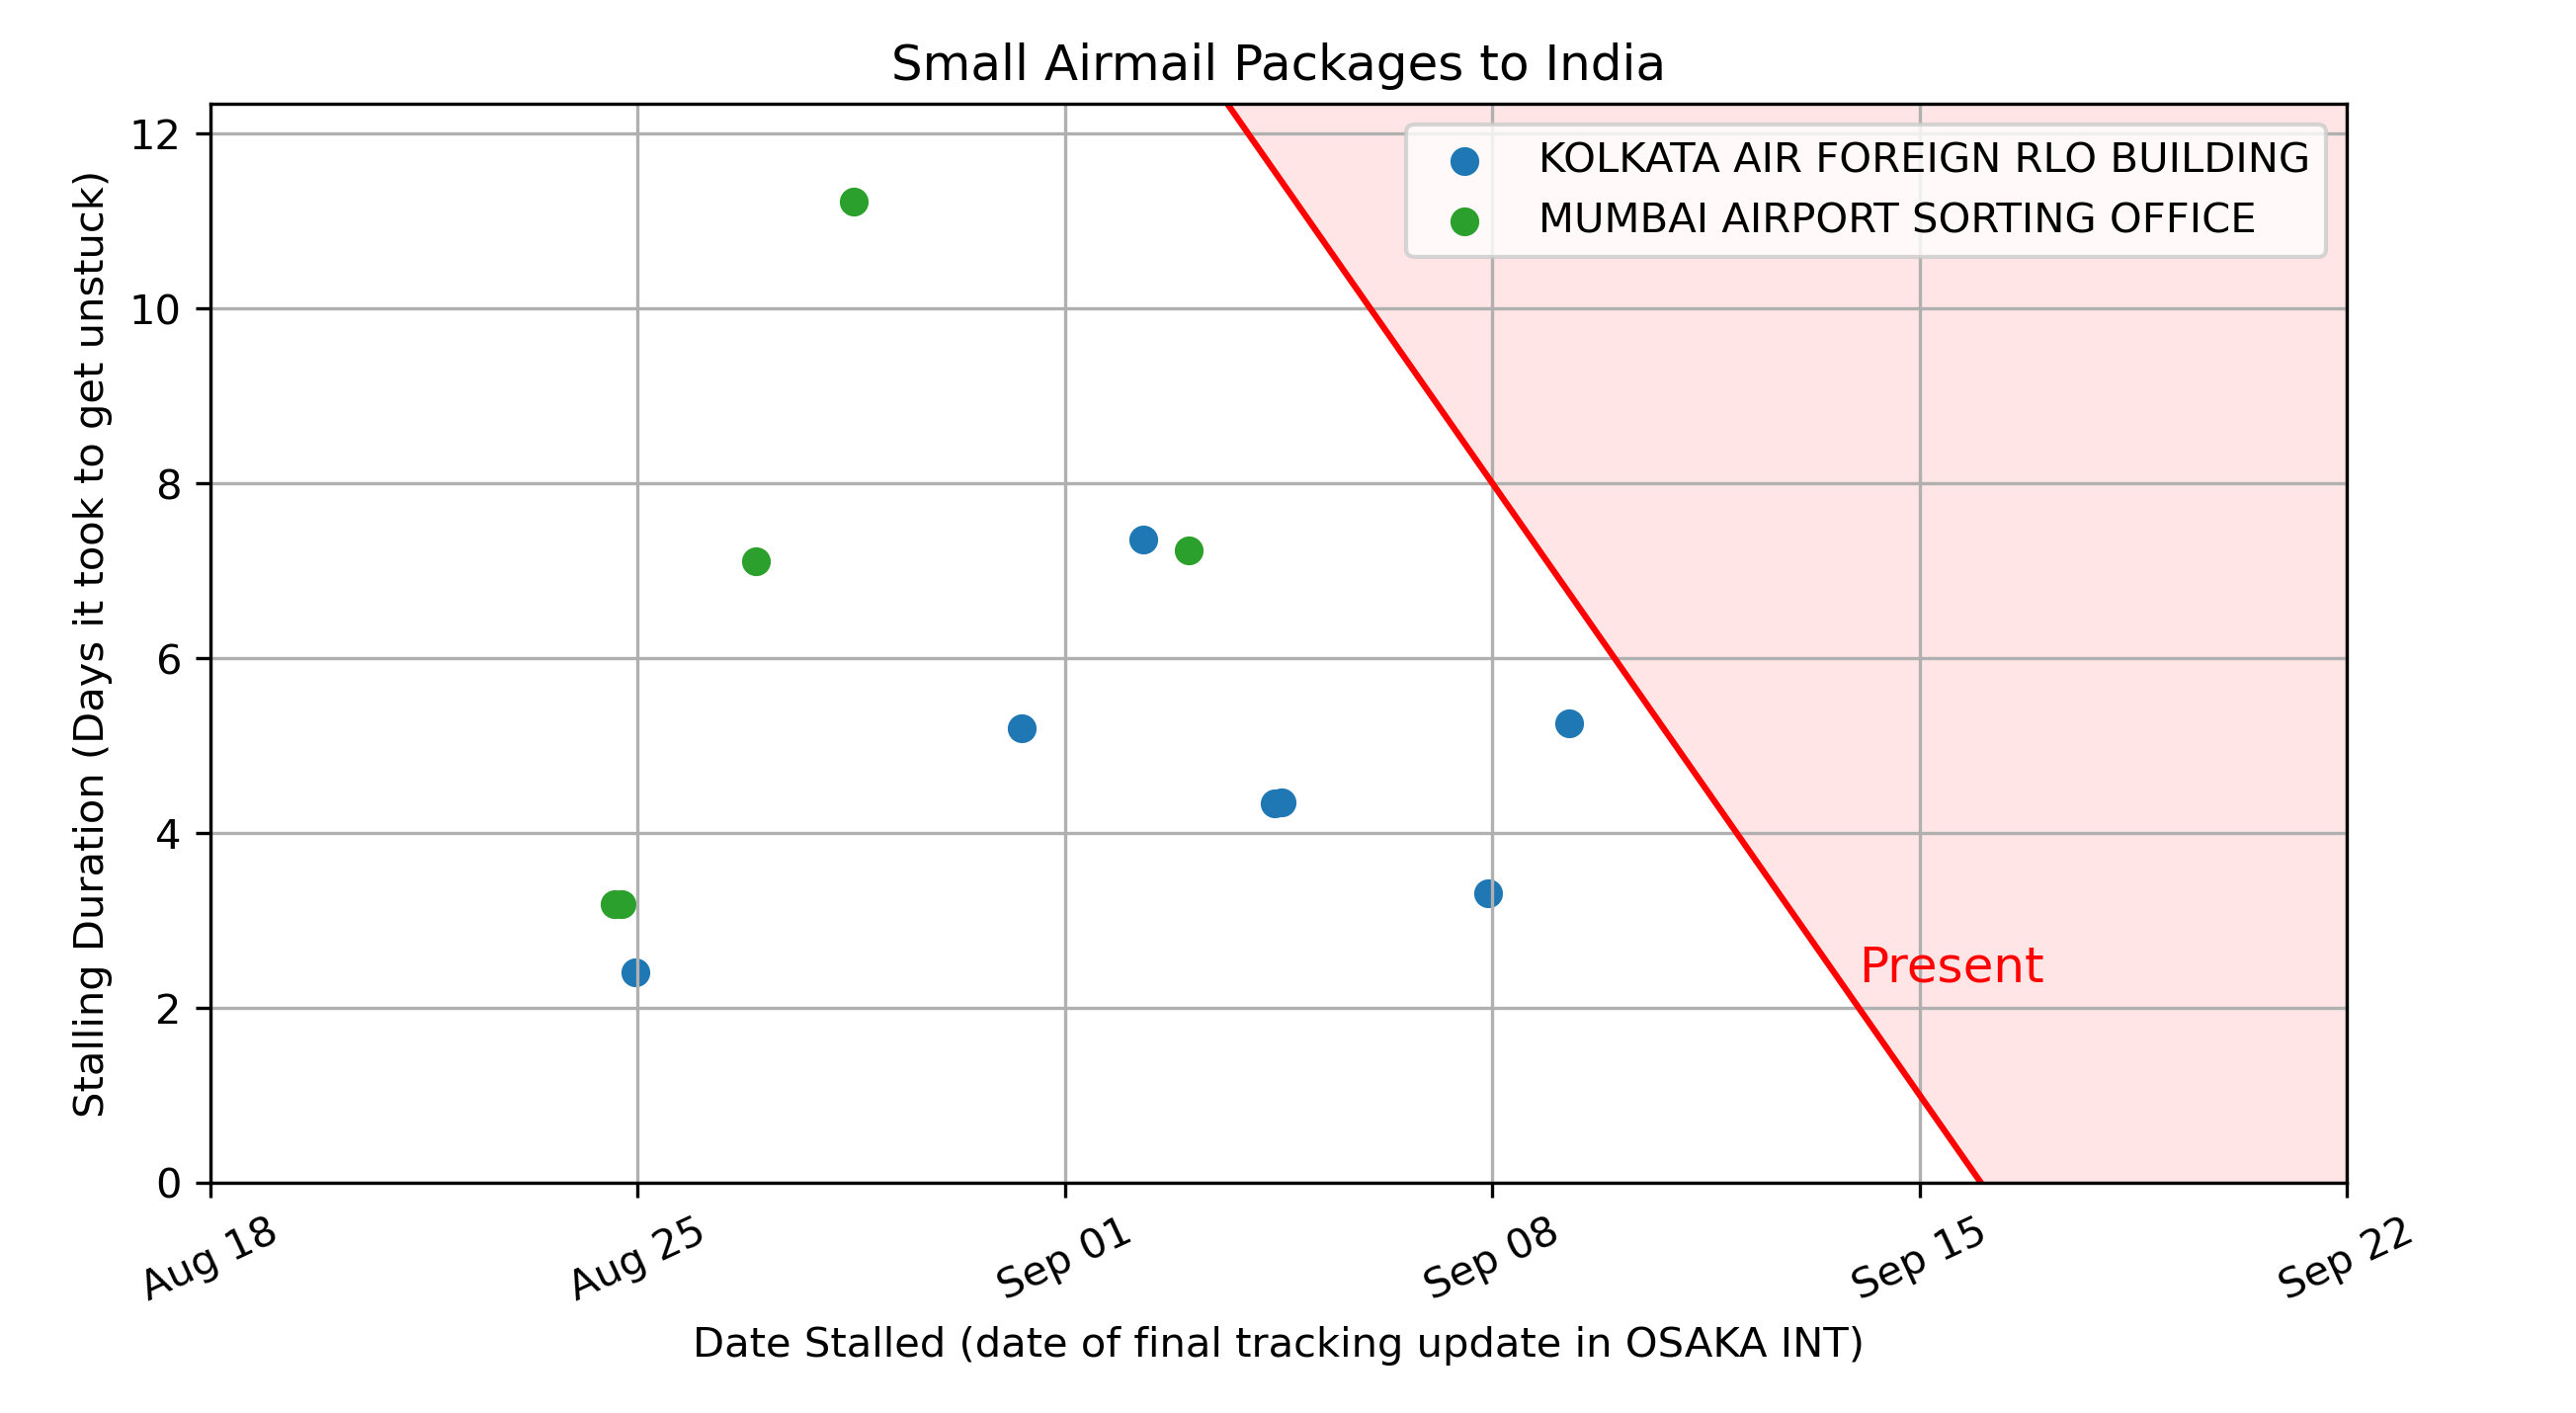 Small Airmail Packages to India
Stalling Duration (Days it took to get unstuck)
12
10
8
6
4
2
0
KOLKATA AIR FOREIGN RLO BUILDING
MUMBAI AIRPORT SORTING OFFICE
Present
Aug 18
Aug 25
Sep 01
Sep 08
Sep 15
Sep 22
Date Stalled (date of final tracking update in OSAKA INT)